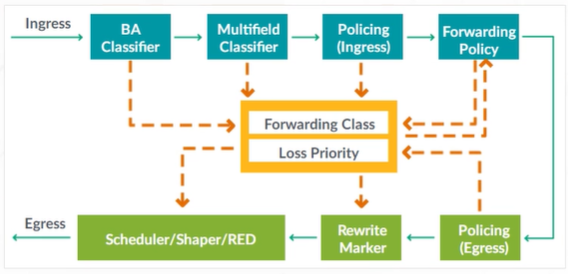 Ingress
BA
Classifier
Multifield
Classifier
Policing
(Ingress)
Forwarding
Policy
Forwarding Class
Loss Priority
Egress
Scheduler/Shaper/RED
Rewrite
Marker
Policing
(Egress)